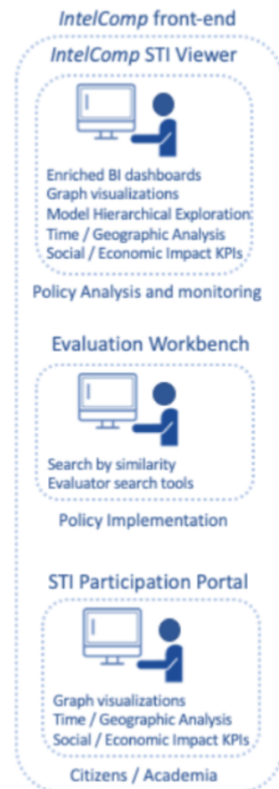 IntelComp front-end
IntelComp STI Viewer
Enriched BI dashboards
Graph visualizations
Model Hierarchical Exploration
Time / Geographic Analysis
Social / Economic Impact KPIs
Policy Analysis and monitoring
Evaluation Workbench
Search by similarity
Evaluator search tools
Policy Implementation
STI Participation Portal
Graph visualizations
Time / Geographic Analysis
Social / Economic Impact KPIs
Citizens / Academia